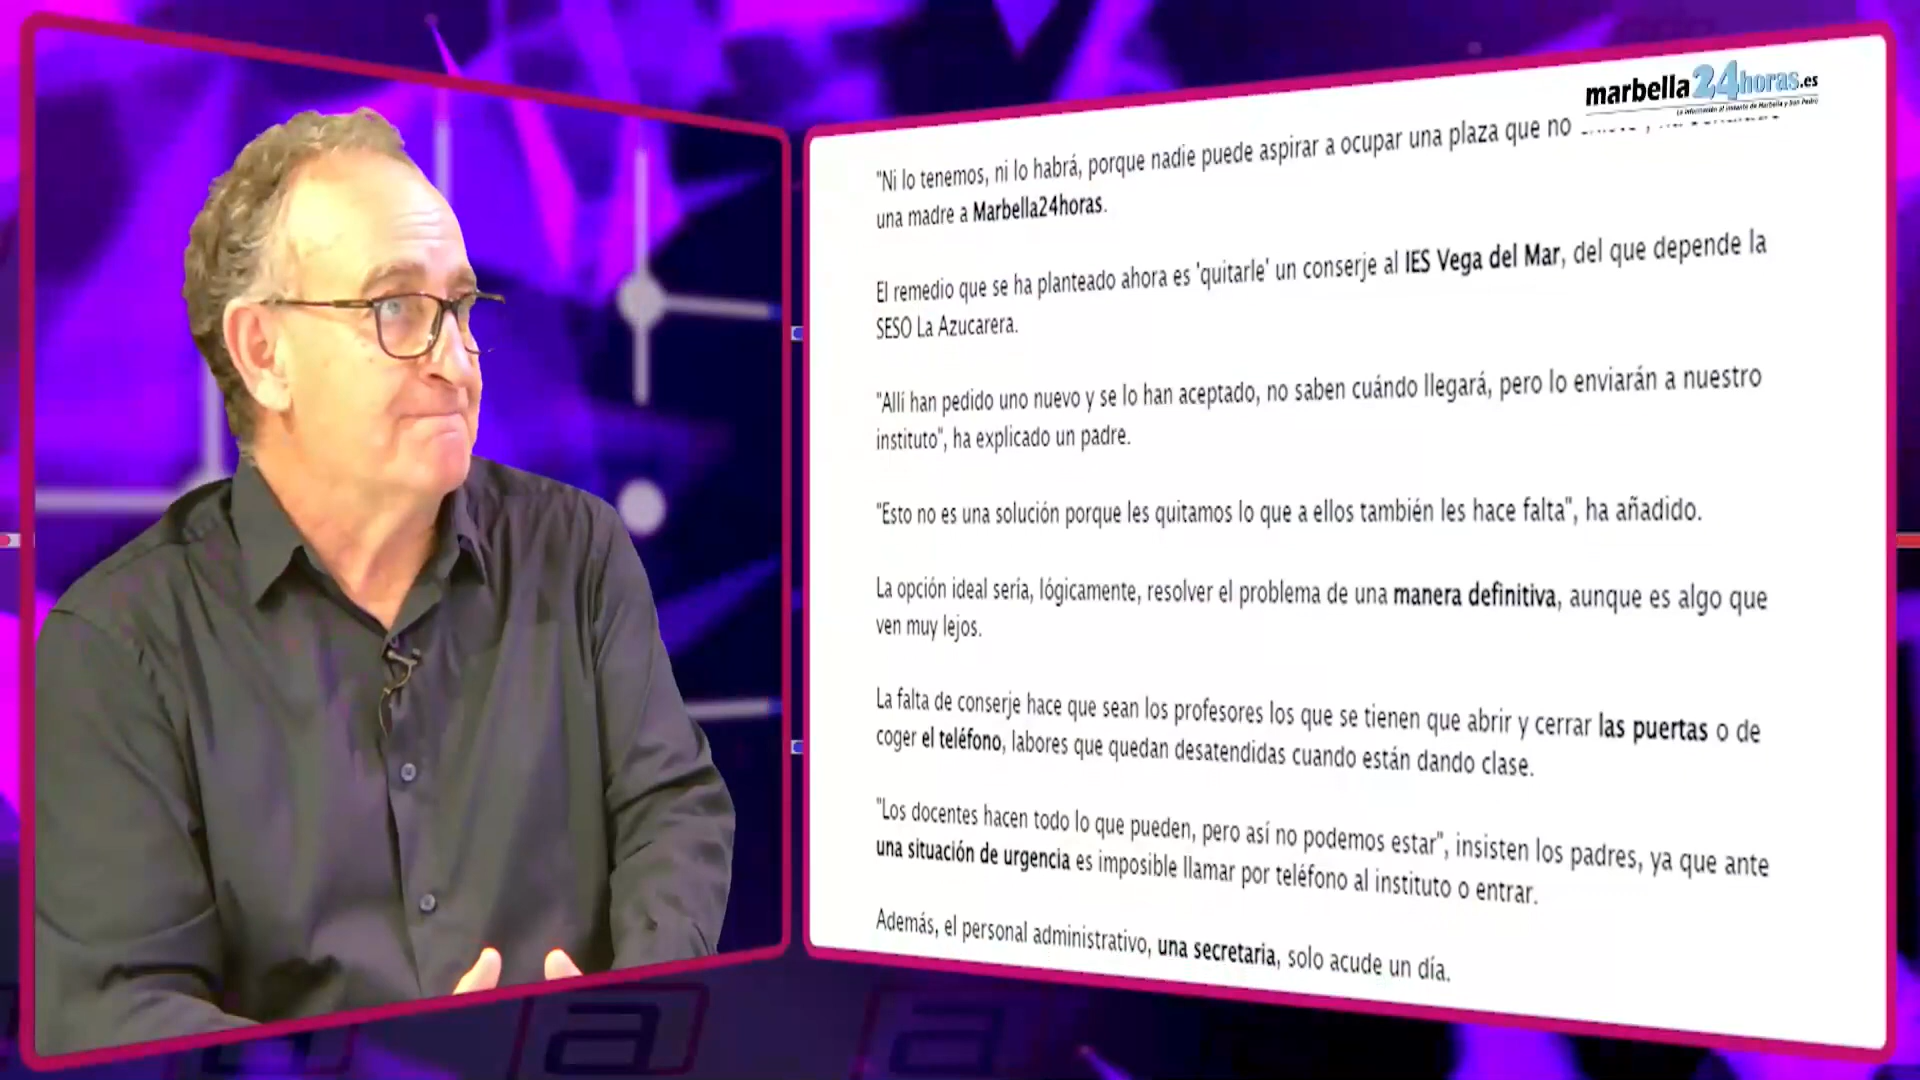 marbella24horas.es
La información al instante de Marbella y San Pedro
"Ni lo tenemos, ni lo habrá, porque nadie puede aspirar a ocupar una plaza que no
una madre a Marbella24horas.
El remedio que se ha planteado ahora es 'quitarle' un conserje al IES Vega del Mar, del que depende la
SESO La Azucarera.
"Allí han pedido uno nuevo y se lo han aceptado, no saben cuándo llegará, pero lo enviarán a nuestro
instituto", ha explicado un padre.
"Esto no es una solución porque les quitamos lo que a ellos también les hace falta", ha añadido.
La opción ideal sería, lógicamente, resolver el problema de una manera definitiva, aunque es algo que
ven muy lejos.
La falta de conserje hace que sean los profesores los que se tienen que abrir y cerrar las puertas o de
coger el teléfono, labores que quedan desatendidas cuando están dando clase.
"Los docentes hacen todo lo que pueden, pero así no podemos estar", insisten los padres, ya que ante
una situación de urgencia es imposible llamar por teléfono al instituto o entrar.
Además, el personal administrativo, una secretaria, solo acude un día.
a a